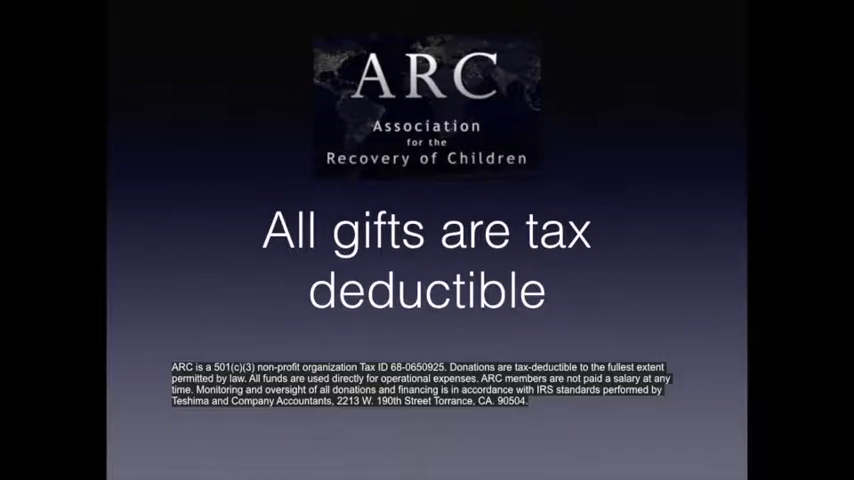 ARC
Association
for the
Recovery of Children
All gifts are tax
deductible
ARC is a 501(c)(3) non-profit organization Tax ID 68-0650925. Donations are tax-deductible to the fullest extent
permitted by law. All funds are used directly for operational expenses. ARC members are not paid a salary at any
time. Monitoring and oversight of all donations and financing is in accordance with IRS standards performed by
Teshima and Company Accountants, 2213 W. 190th Street Torrance, CA. 90504.